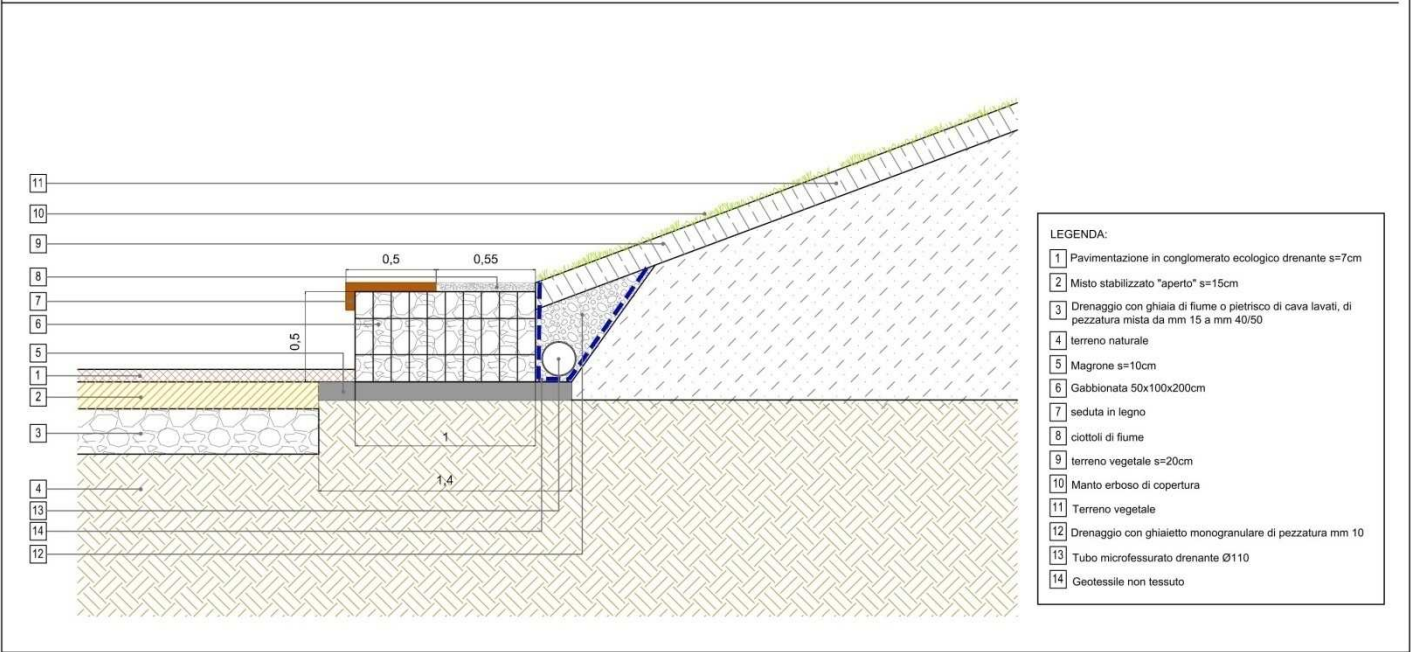 11
10
9
8
7
6
5
1
2
3
4
13
14
12
0,5
0,55
0,5
1
1,4
LEGENDA:
1 Pavimentazione in conglomerato ecologico drenante s=7cm
2 Misto stabilizzato "aperto" s=15cm
3 Drenaggio con ghiaia di fiume o pietrisco di cava lavati, di
pezzatura mista da mm 15 a mm 40/50
4 terreno naturale
5 Magrone s=10cm
6 Gabbionata 50x100x200cm
7 seduta in legno
8 ciottoli di fiume
9 terreno vegetale s=20cm
10 Manto erboso di copertura
11 Terreno vegetale
12 Drenaggio con ghiaietto monogranulare di pezzatura mm 10
13 Tubo microfessurato drenante Ø110
14 Geotessile non tessuto